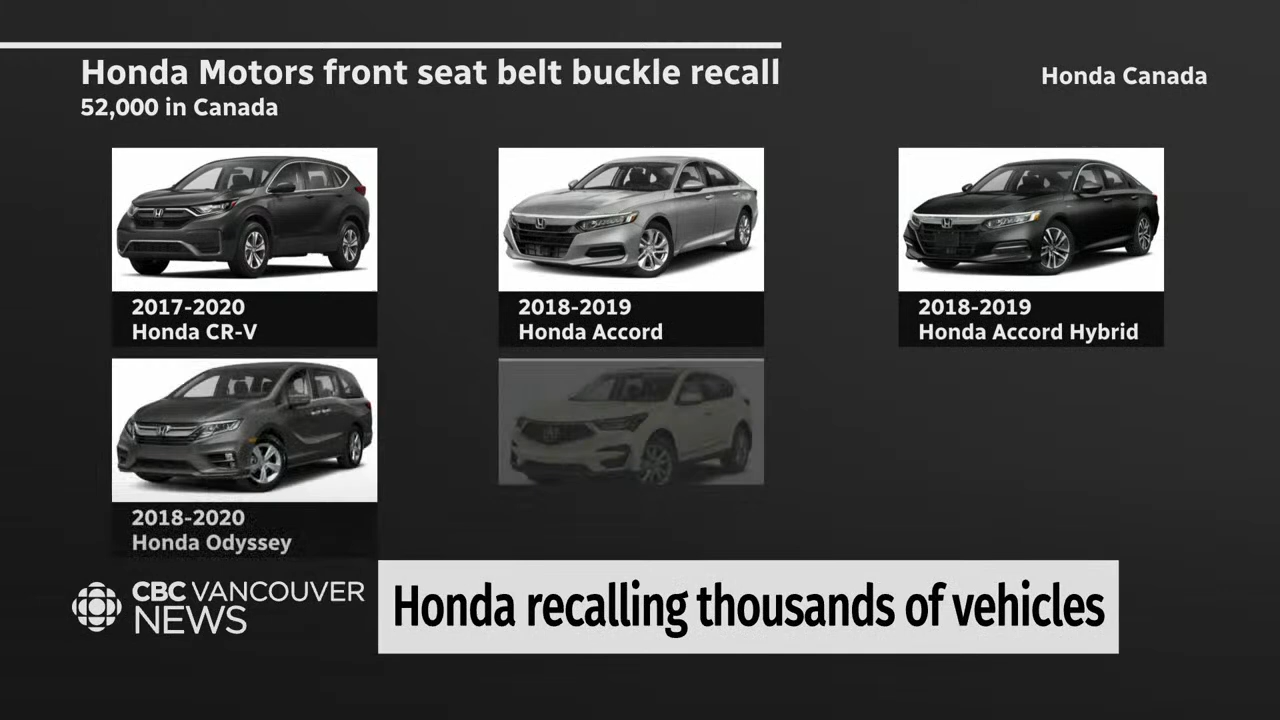 Honda Motors front seat belt buckle recall
52,000 in Canada
Honda Canada
2017-2020
Honda CR-V
2018-2019
Honda Accord
2018-2019
Honda Accord Hybrid
2018-2020
Honda Odyssey
CBC VANCOUVER
NEWS
Honda recalling thousands of vehicles